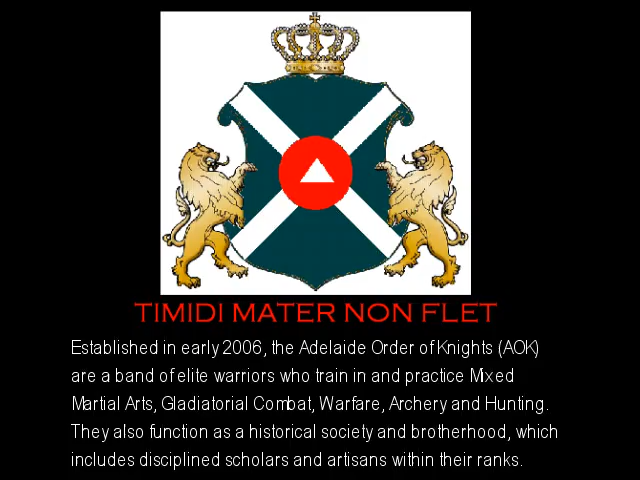 TIMIDI MATER NON FLET
Established in early 2006, the Adelaide Order of Knights (AOK)
are a band of elite warriors who train in and practice Mixed
Martial Arts, Gladiatorial Combat, Warfare, Archery and Hunting.
They also function as a historical society and brotherhood, which
includes disciplined scholars and artisans within their ranks.